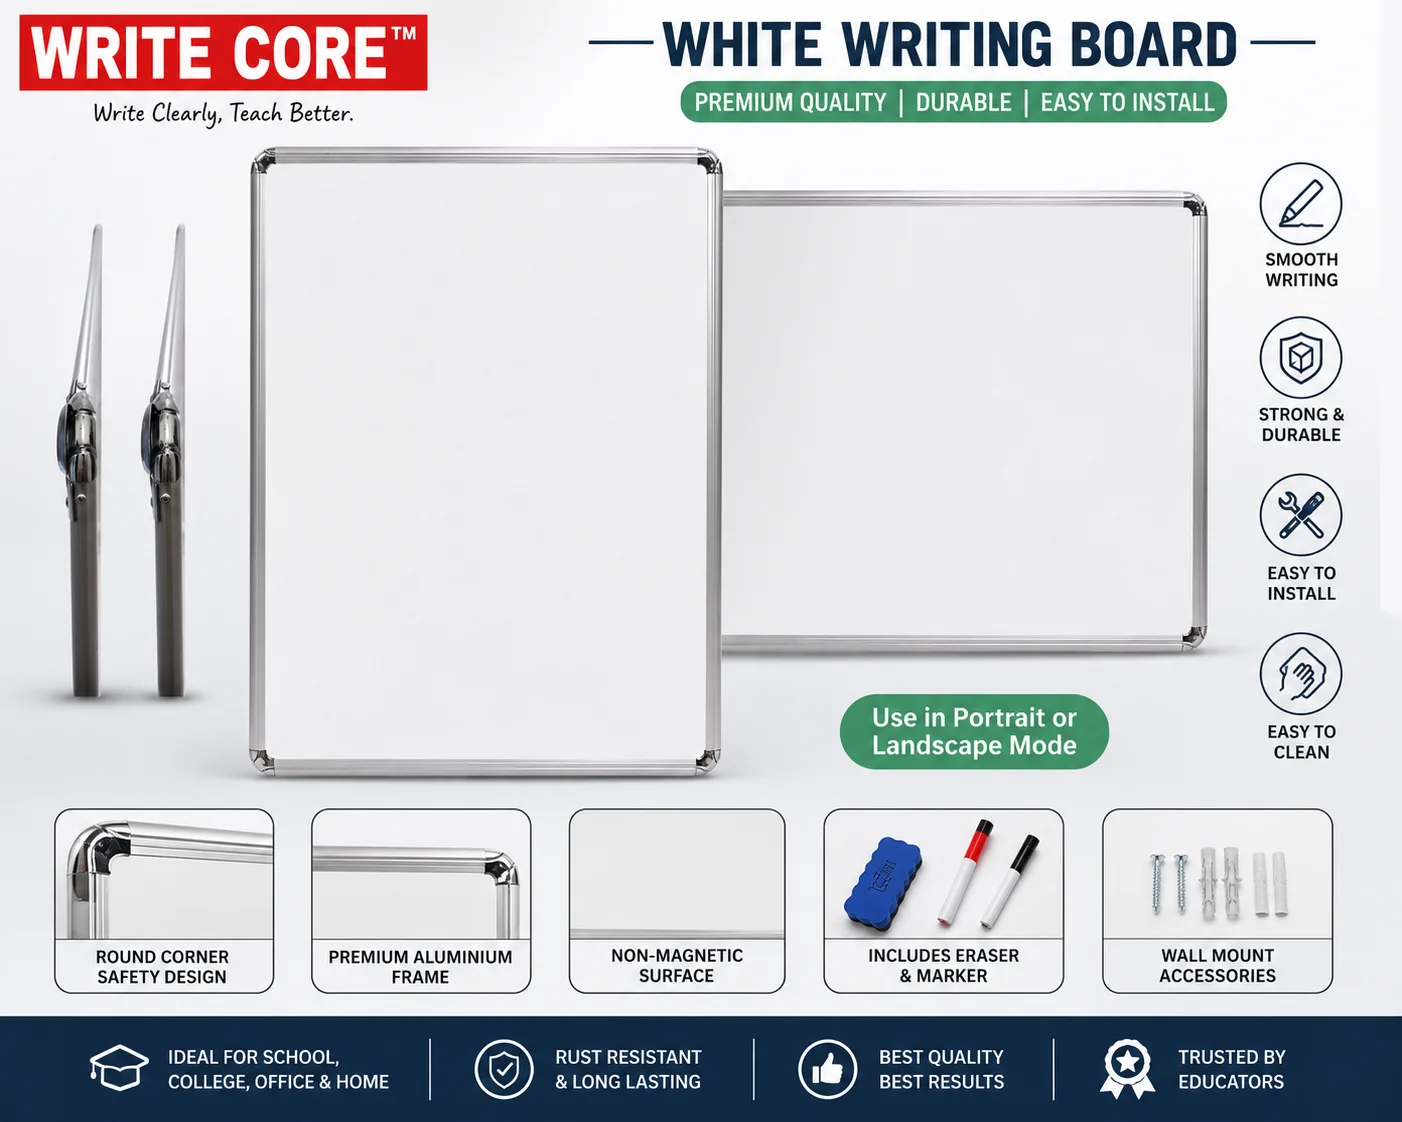 WRITE CORE™
Write Clearly, Teach Better.
WHITE WRITING BOARD
PREMIUM QUALITY | DURABLE | EASY TO INSTALL
SMOOTH
WRITING
STRONG &
DURABLE
EASY TO
INSTALL
EASY TO
CLEAN
Use in Portrait or
Landscape Mode
ROUND CORNER
SAFETY DESIGN
PREMIUM ALUMINIUM
FRAME
NON-MAGNETIC
SURFACE
INCLUDES ERASER
& MARKER
WALL MOUNT
ACCESSORIES
IDEAL FOR SCHOOL,
COLLEGE, OFFICE & HOME
RUST RESISTANT
& LONG LASTING
BEST QUALITY
BEST RESULTS
TRUSTED BY
EDUCATORS